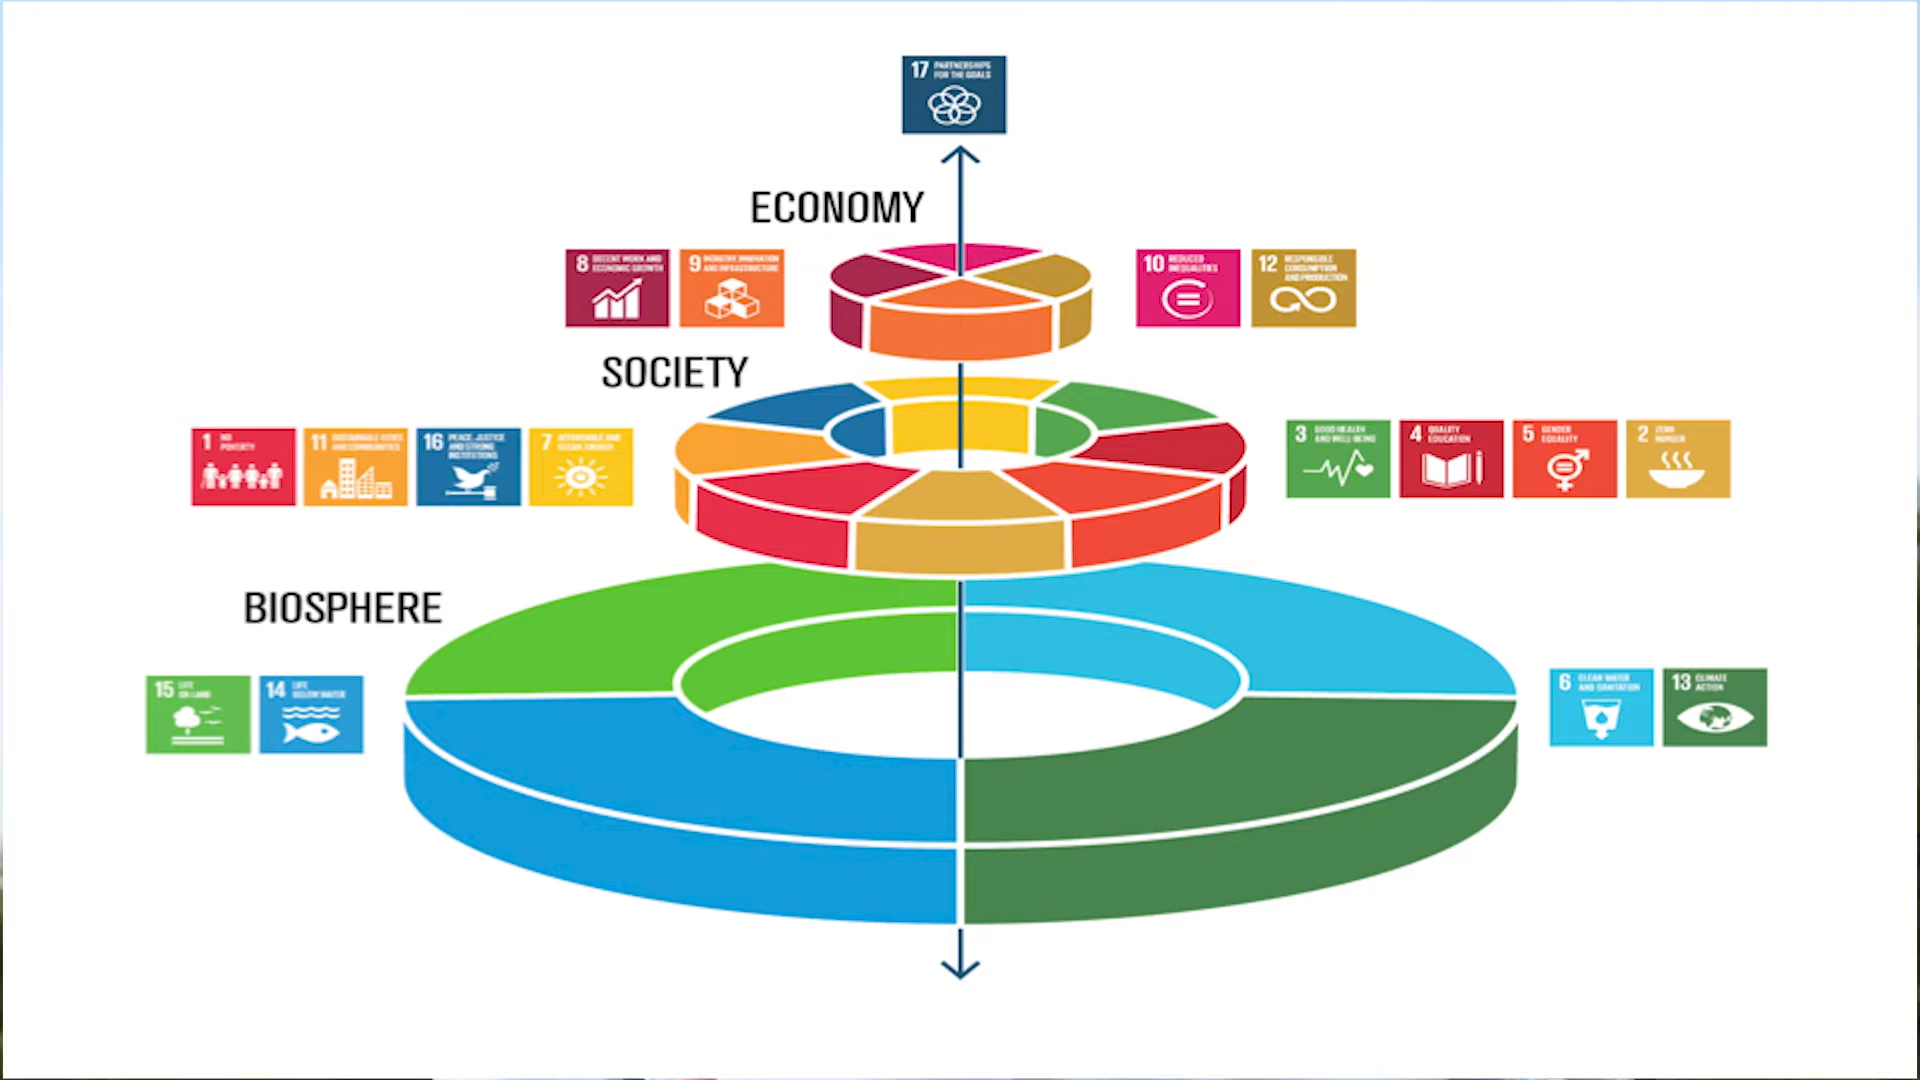 17 PARTNERSHIPS
FOR THE GOALS
ECONOMY
8 DECENT WORK AND
ECONOMIC GROWTH
9 INDUSTRY, INNOVATION
AND INFRASTRUCTURE
10 REDUCED
INEQUALITIES
12 RESPONSIBLE
CONSUMPTION
AND PRODUCTION
SOCIETY
1 NO
POVERTY
11 SUSTAINABLE CITIES
AND COMMUNITIES
16 PEACE, JUSTICE
AND STRONG
INSTITUTIONS
7 AFFORDABLE AND
CLEAN ENERGY
3 GOOD HEALTH
AND WELL-BEING
4 QUALITY
EDUCATION
5 GENDER
EQUALITY
2 ZERO
HUNGER
BIOSPHERE
15 LIFE
ON LAND
14 LIFE
BELOW WATER
6 CLEAN WATER
AND SANITATION
13 CLIMATE
ACTION